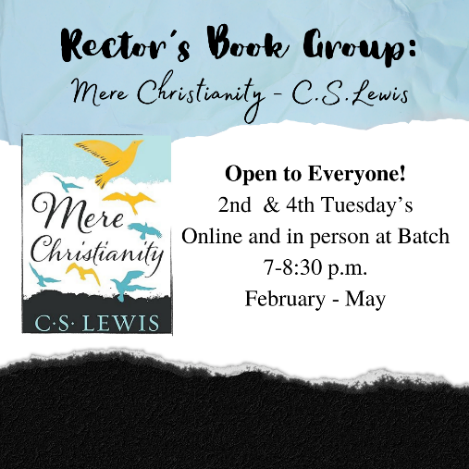 Rector's Book Group:
Mere Christianity - C.S.Lewis
Mere
Christianity
C·S· LEWIS
Open to Everyone!
2nd & 4th Tuesday's
Online and in person at Batch
7-8:30 p.m.
February - May